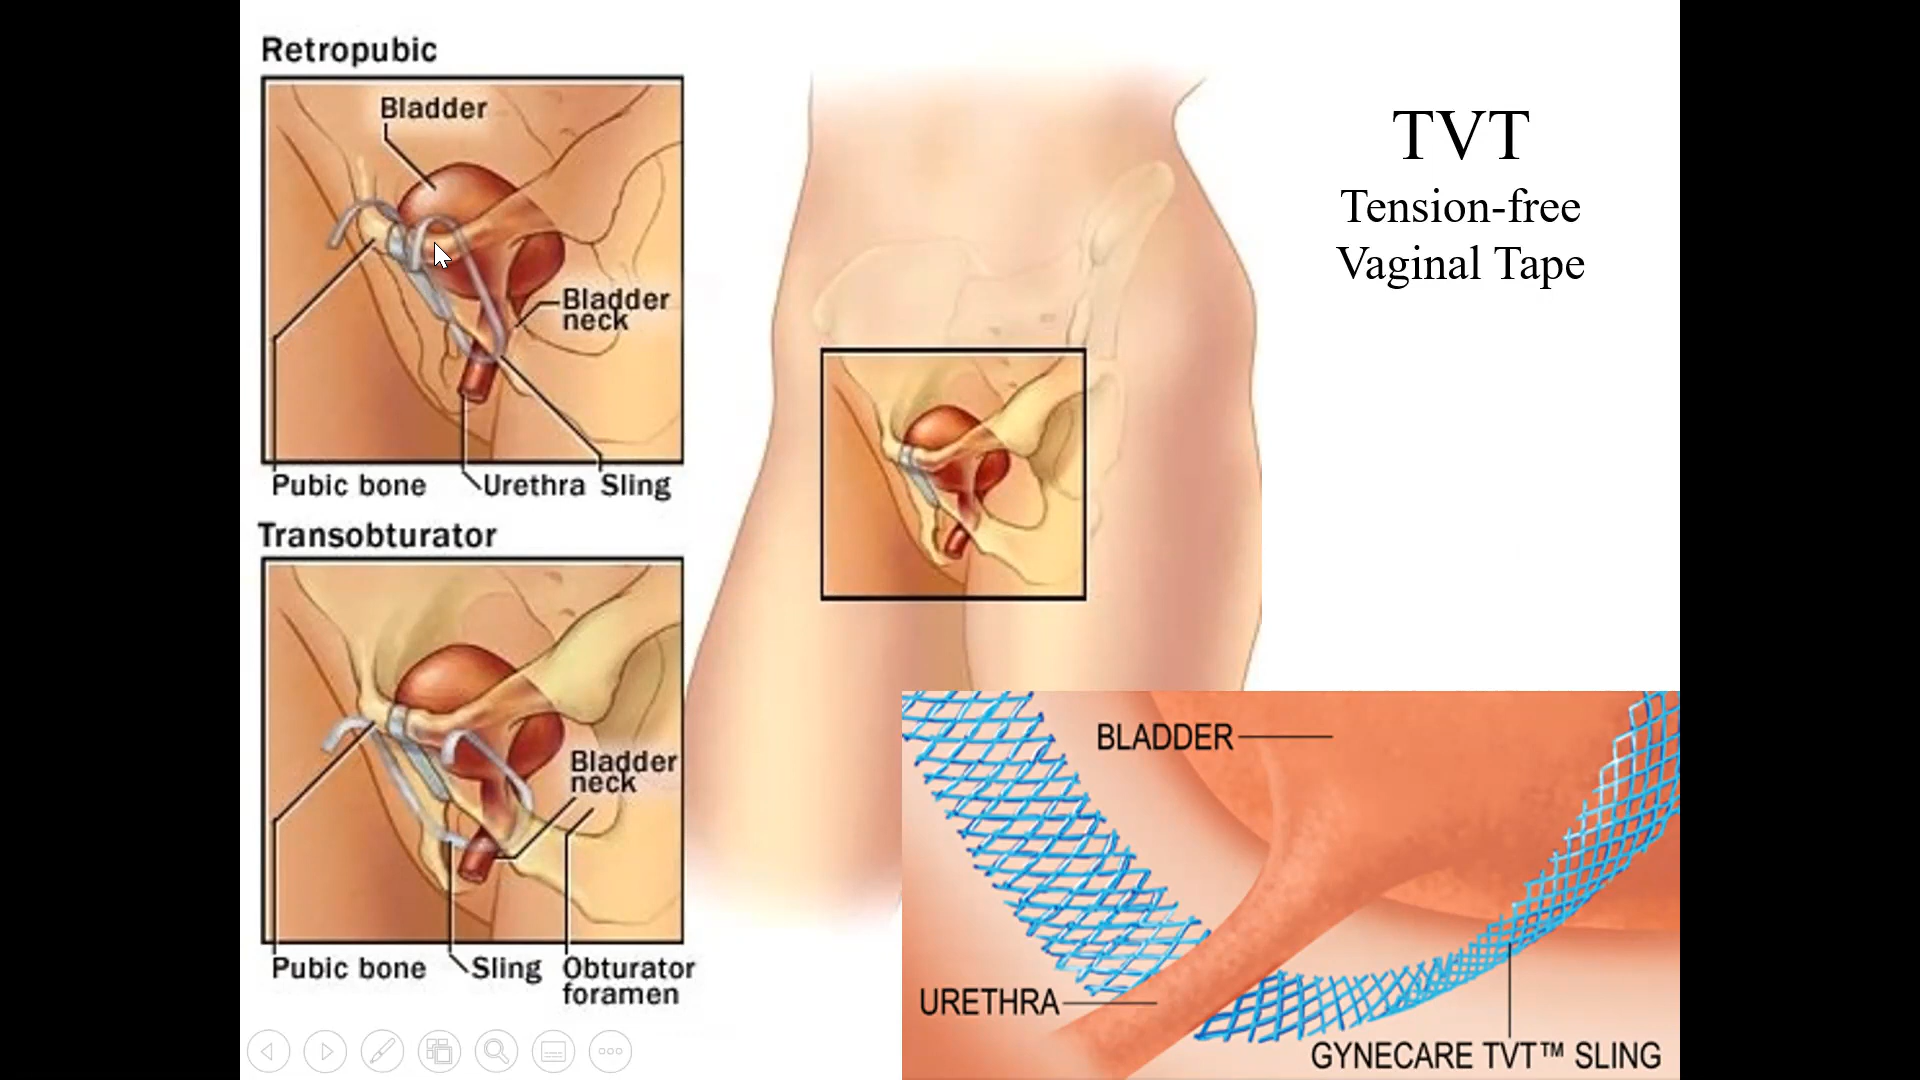 Retropubic
Bladder
Bladder
neck
Pubic bone
Urethra
Sling
Transobturator
Bladder
neck
Pubic bone
Sling
Obturator
foramen
TVT
Tension-free
Vaginal Tape
BLADDER
URETHRA
GYNECARE TVT™ SLING